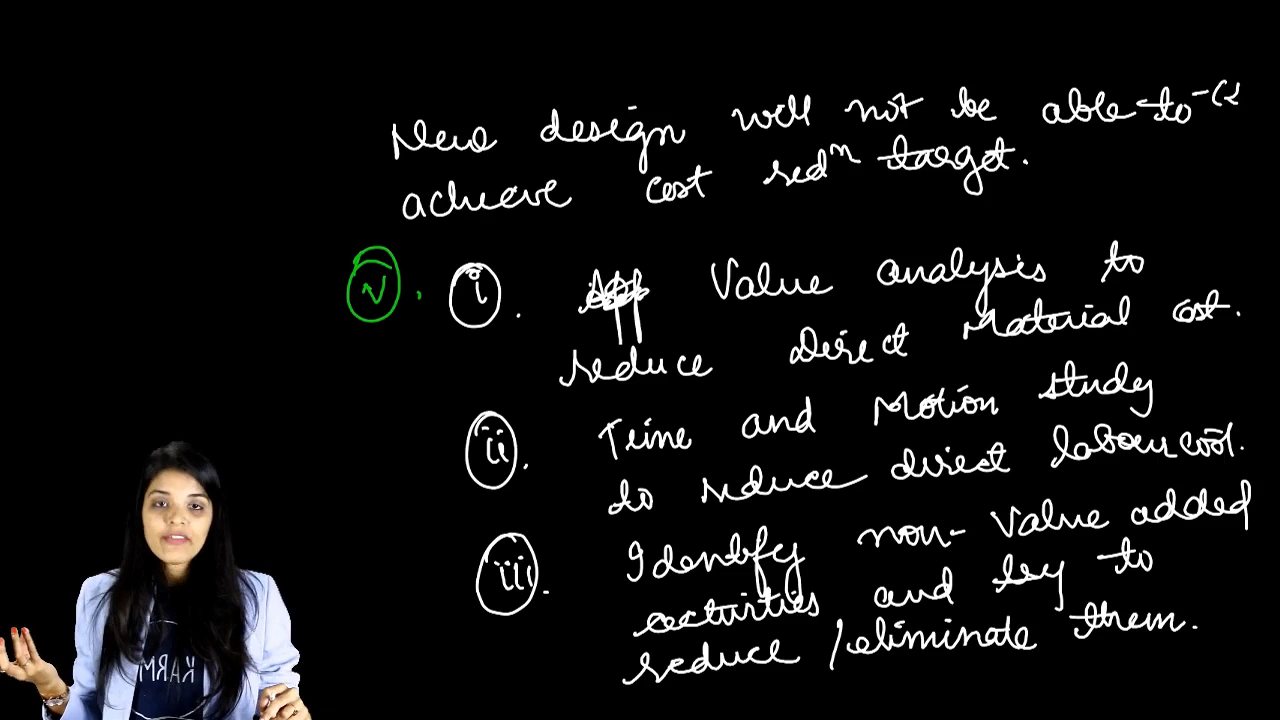 New design will not be able to
achieve cost redⁿ target.
V. i. Value analysis to
reduce Direct Material cost.
ii. Time and Motion study
to reduce direct labour cost.
iii. Identify non-value added
activities and try to
reduce/eliminate them.
KARM